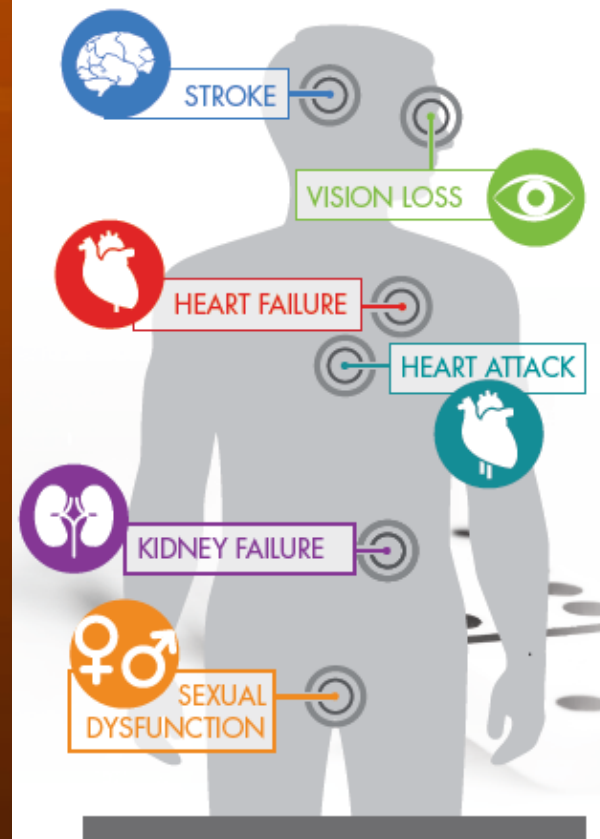 STROKE
VISION LOSS
HEART FAILURE
HEART ATTACK
KIDNEY FAILURE
SEXUAL
DYSFUNCTION